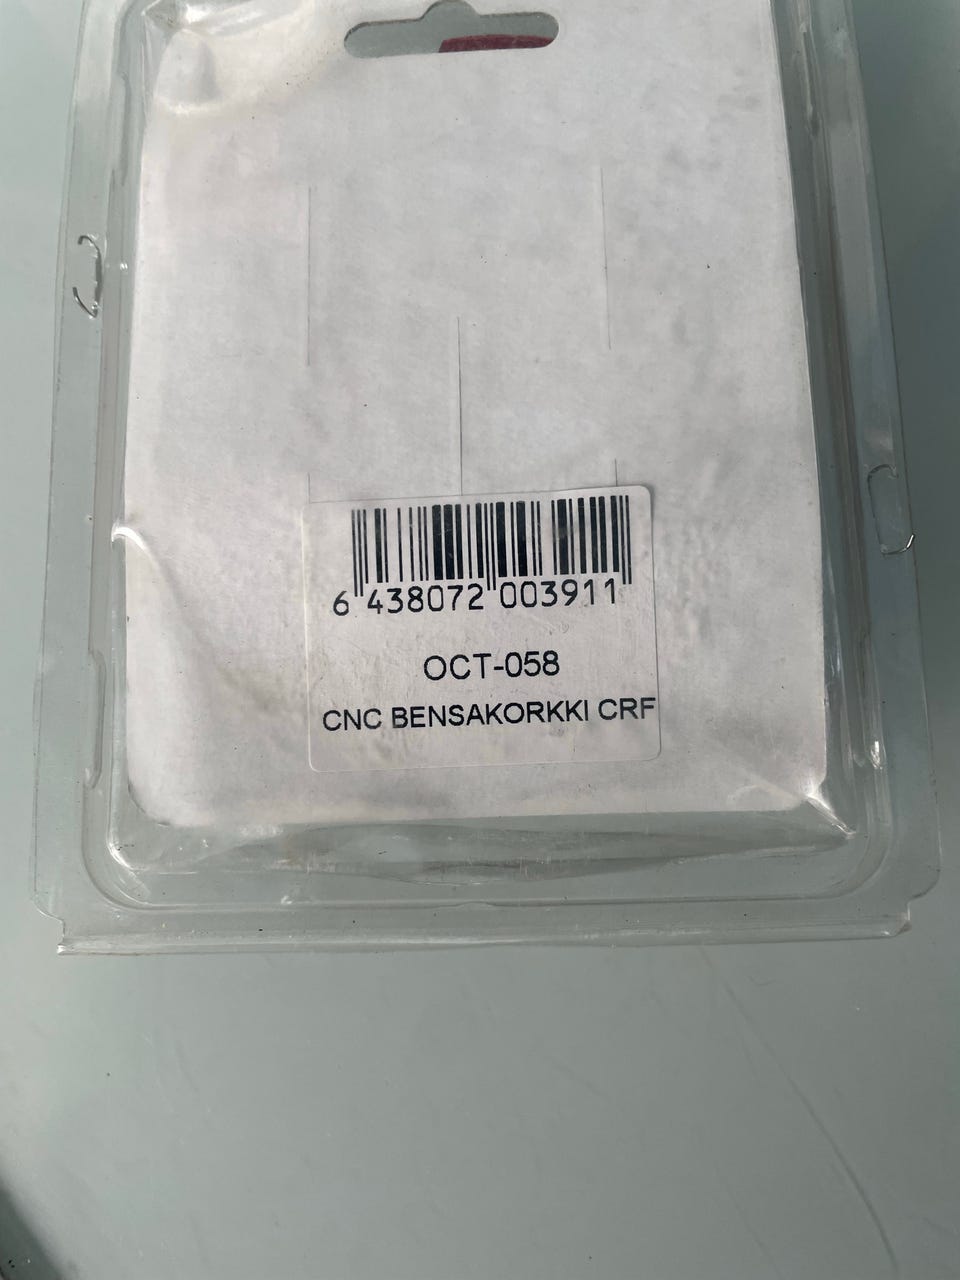 6 438072 003911
OCT-058
CNC BENSAKORKKI CRF